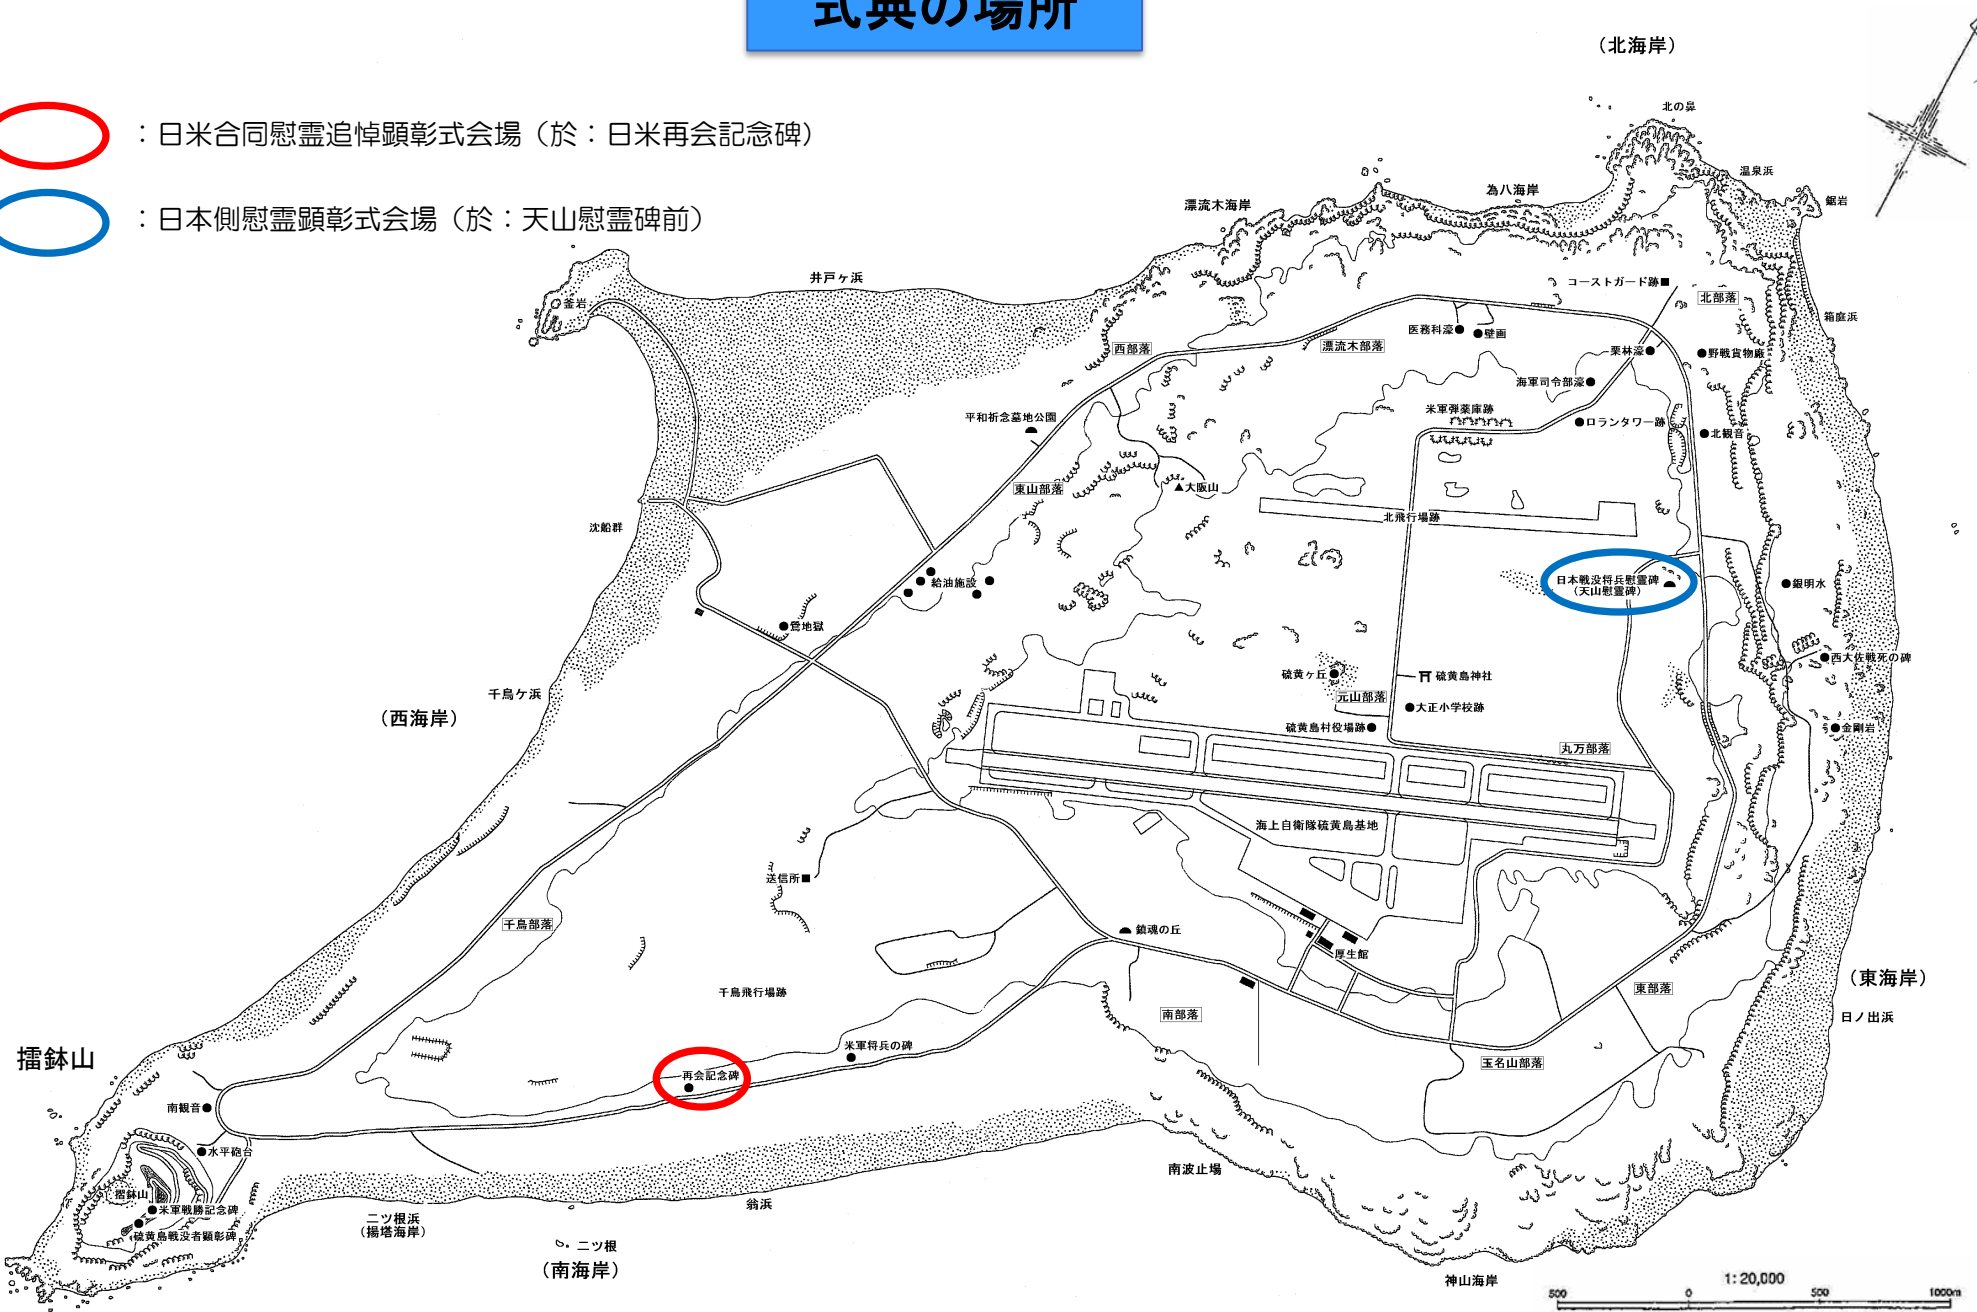 式典の場所
：日米合同慰霊追悼顕彰式会場（於：日米再会記念碑）
：日本側慰霊顕彰式会場（於：天山慰霊碑前）
（北海岸）
北の鼻
温泉浜
鋸岩
為八海岸
漂流木海岸
井戸ヶ浜
釜岩
コーストガード跡
北部落
箱庭浜
医務科濠
壁画
漂流木部落
西部落
栗林濠
野戦貨物廠
海軍司令部濠
米軍弾薬庫跡
ロランタワー跡
北観音
平和祈念墓地公園
東山部落
大阪山
北飛行場跡
沈船群
給油施設
日本戦没将兵慰霊碑
（天山慰霊碑）
銀明水
鶯地獄
西大佐戦死の碑
硫黄ヶ丘
硫黄島神社
元山部落
大正小学校跡
硫黄島村役場跡
丸万部落
金剛岩
千鳥ケ浜
（西海岸）
海上自衛隊硫黄島基地
送信所
千鳥部落
鎮魂の丘
厚生館
千鳥飛行場跡
（東海岸）
東部落
日ノ出浜
南部落
玉名山部落
米軍将兵の碑
再会記念碑
擂鉢山
南観音
水平砲台
摺鉢山
米軍戦勝記念碑
硫黄島戦没者顕彰碑
二ツ根浜
（揚塔海岸）
翁浜
南波止場
二ツ根
（南海岸）
神山海岸
1:20,000
500 0 500 1000m